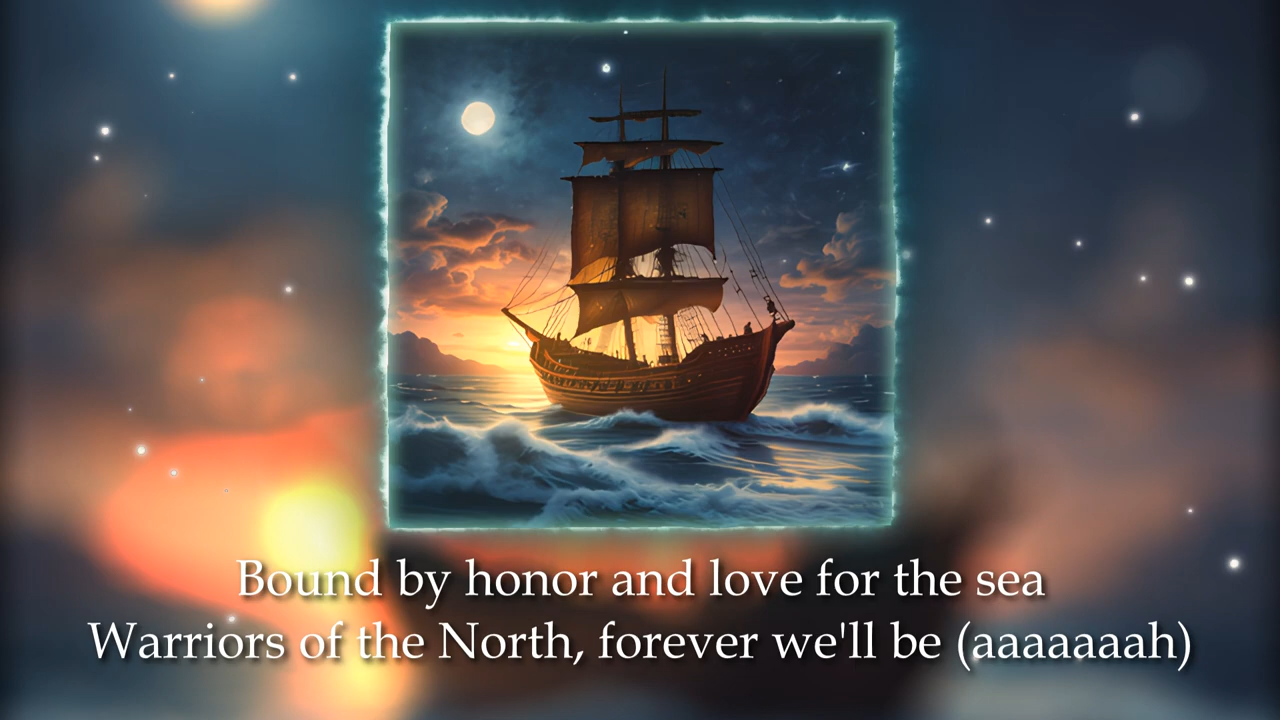 Bound by honor and love for the sea
Warriors of the North, forever we'll be (aaaaaaah)